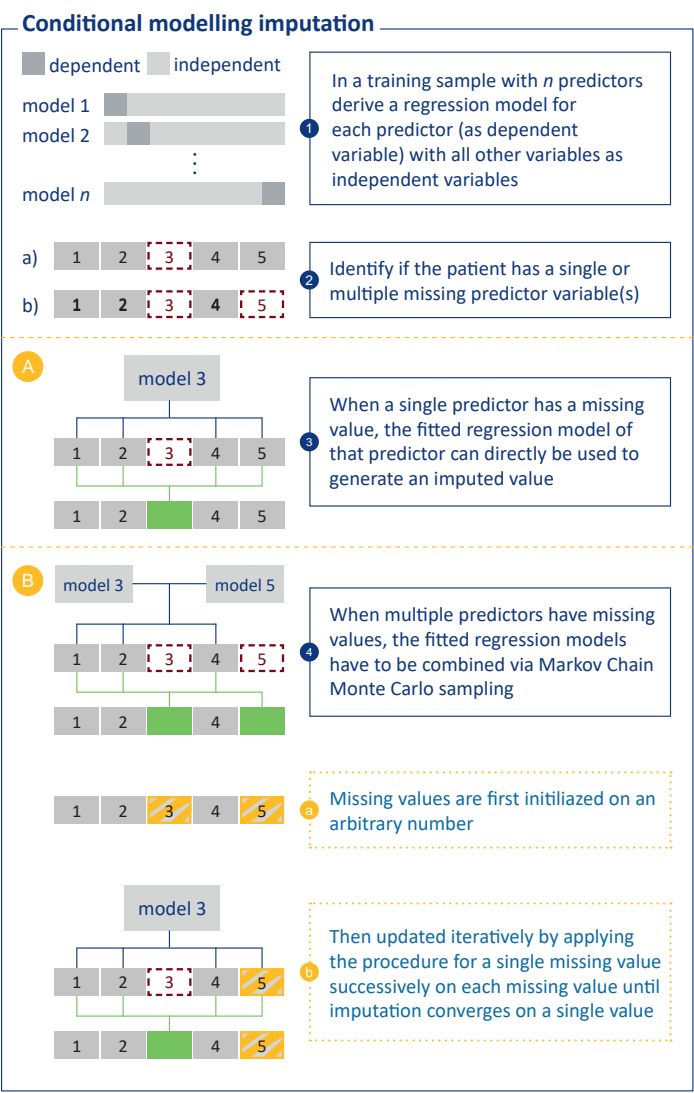 Conditional modelling imputation
dependent independent
model 1
model 2
⋮
model n
1
In a training sample with n predictors
derive a regression model for
each predictor (as dependent
variable) with all other variables as
independent variables
a) 1 2 3 4 5
b) 1 2 3 4 5
2
Identify if the patient has a single or
multiple missing predictor variable(s)
A
model 3
1 2 3 4 5
1 2 4 5
3
When a single predictor has a missing
value, the fitted regression model of
that predictor can directly be used to
generate an imputed value
B
model 3 model 5
1 2 3 4 5
1 2 4
4
When multiple predictors have missing
values, the fitted regression models
have to be combined via Markov Chain
Monte Carlo sampling
1 2 3 4 5
a
Missing values are first initiliazed on an
arbitrary number
model 3
1 2 3 4 5
1 2 4 5
b
Then updated iteratively by applying
the procedure for a single missing value
successively on each missing value until
imputation converges on a single value